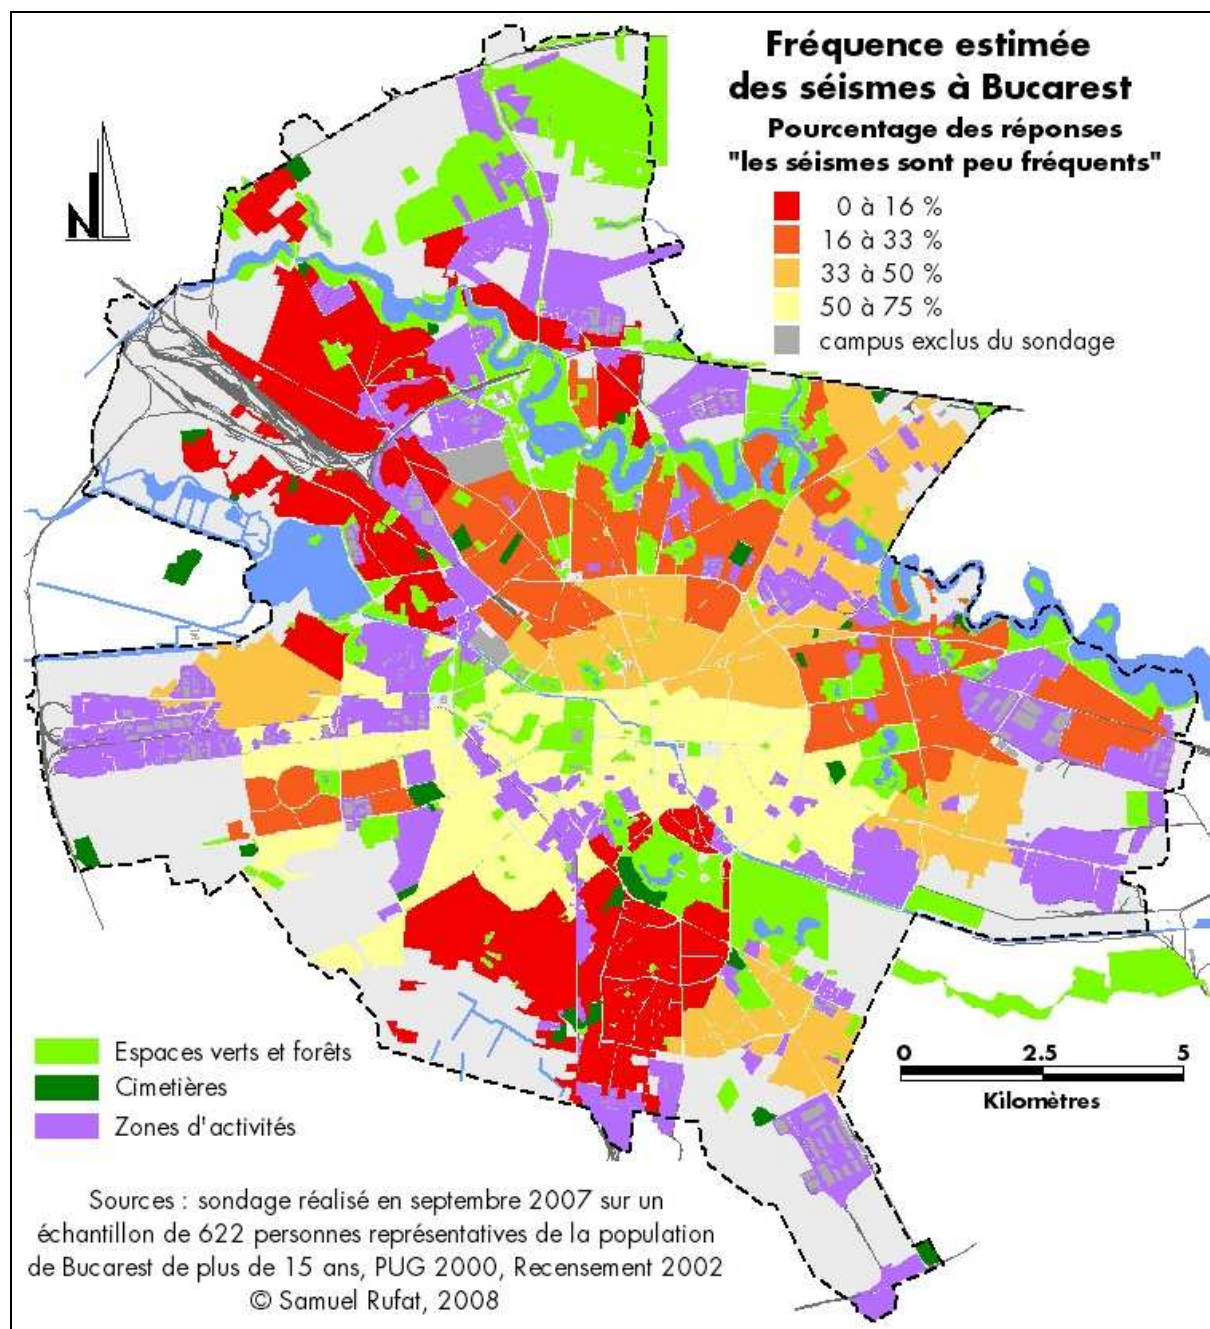 Fréquence estimée
des séismes à Bucarest
Pourcentage des réponses
"les séismes sont peu fréquents"
0 à 16 %
16 à 33 %
33 à 50 %
50 à 75 %
campus exclus du sondage
N
Espaces verts et forêts
Cimetières
Zones d'activités
0 2.5 5
Kilomètres
Sources : sondage réalisé en septembre 2007 sur un
échantillon de 622 personnes représentatives de la population
de Bucarest de plus de 15 ans, PUG 2000, Recensement 2002
© Samuel Rufat, 2008